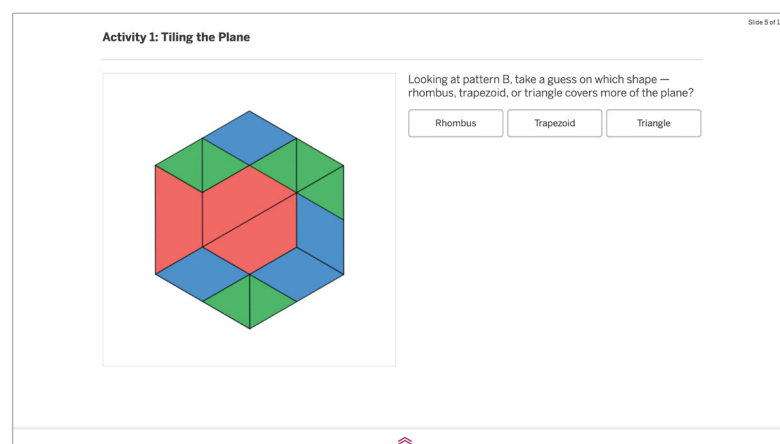 Slide 5 of 1
Activity 1: Tiling the Plane
Looking at pattern B, take a guess on which shape —
rhombus, trapezoid, or triangle covers more of the plane?
Rhombus
Trapezoid
Triangle